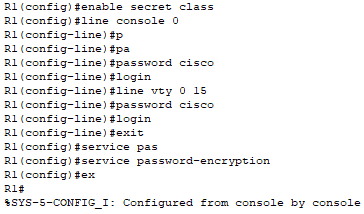 R1(config)#enable secret class
R1(config)#line console 0
R1(config-line)#p
R1(config-line)#pa
R1(config-line)#password cisco
R1(config-line)#login
R1(config-line)#line vty 0 15
R1(config-line)#password cisco
R1(config-line)#login
R1(config-line)#exit
R1(config)#service pas
R1(config)#service password-encryption
R1(config)#ex
R1#
%SYS-5-CONFIG_I: Configured from console by console